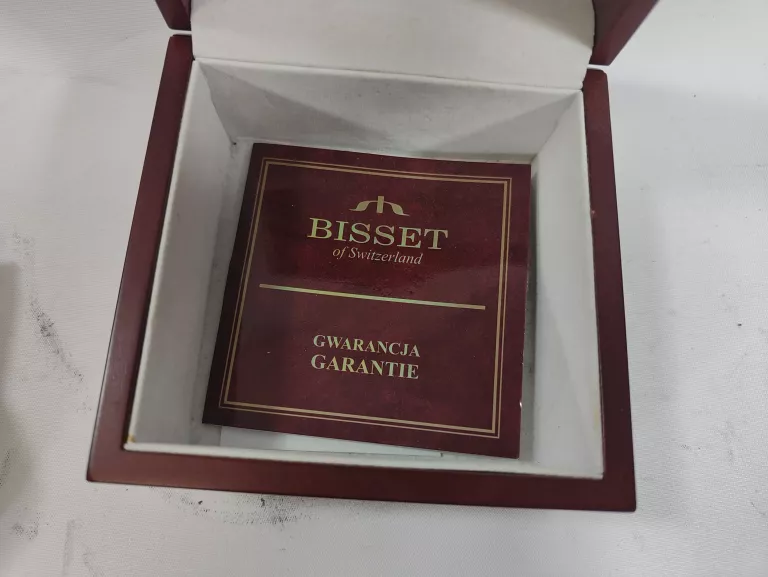 BISSET
of Switzerland
GWARANCJA
GARANTIE